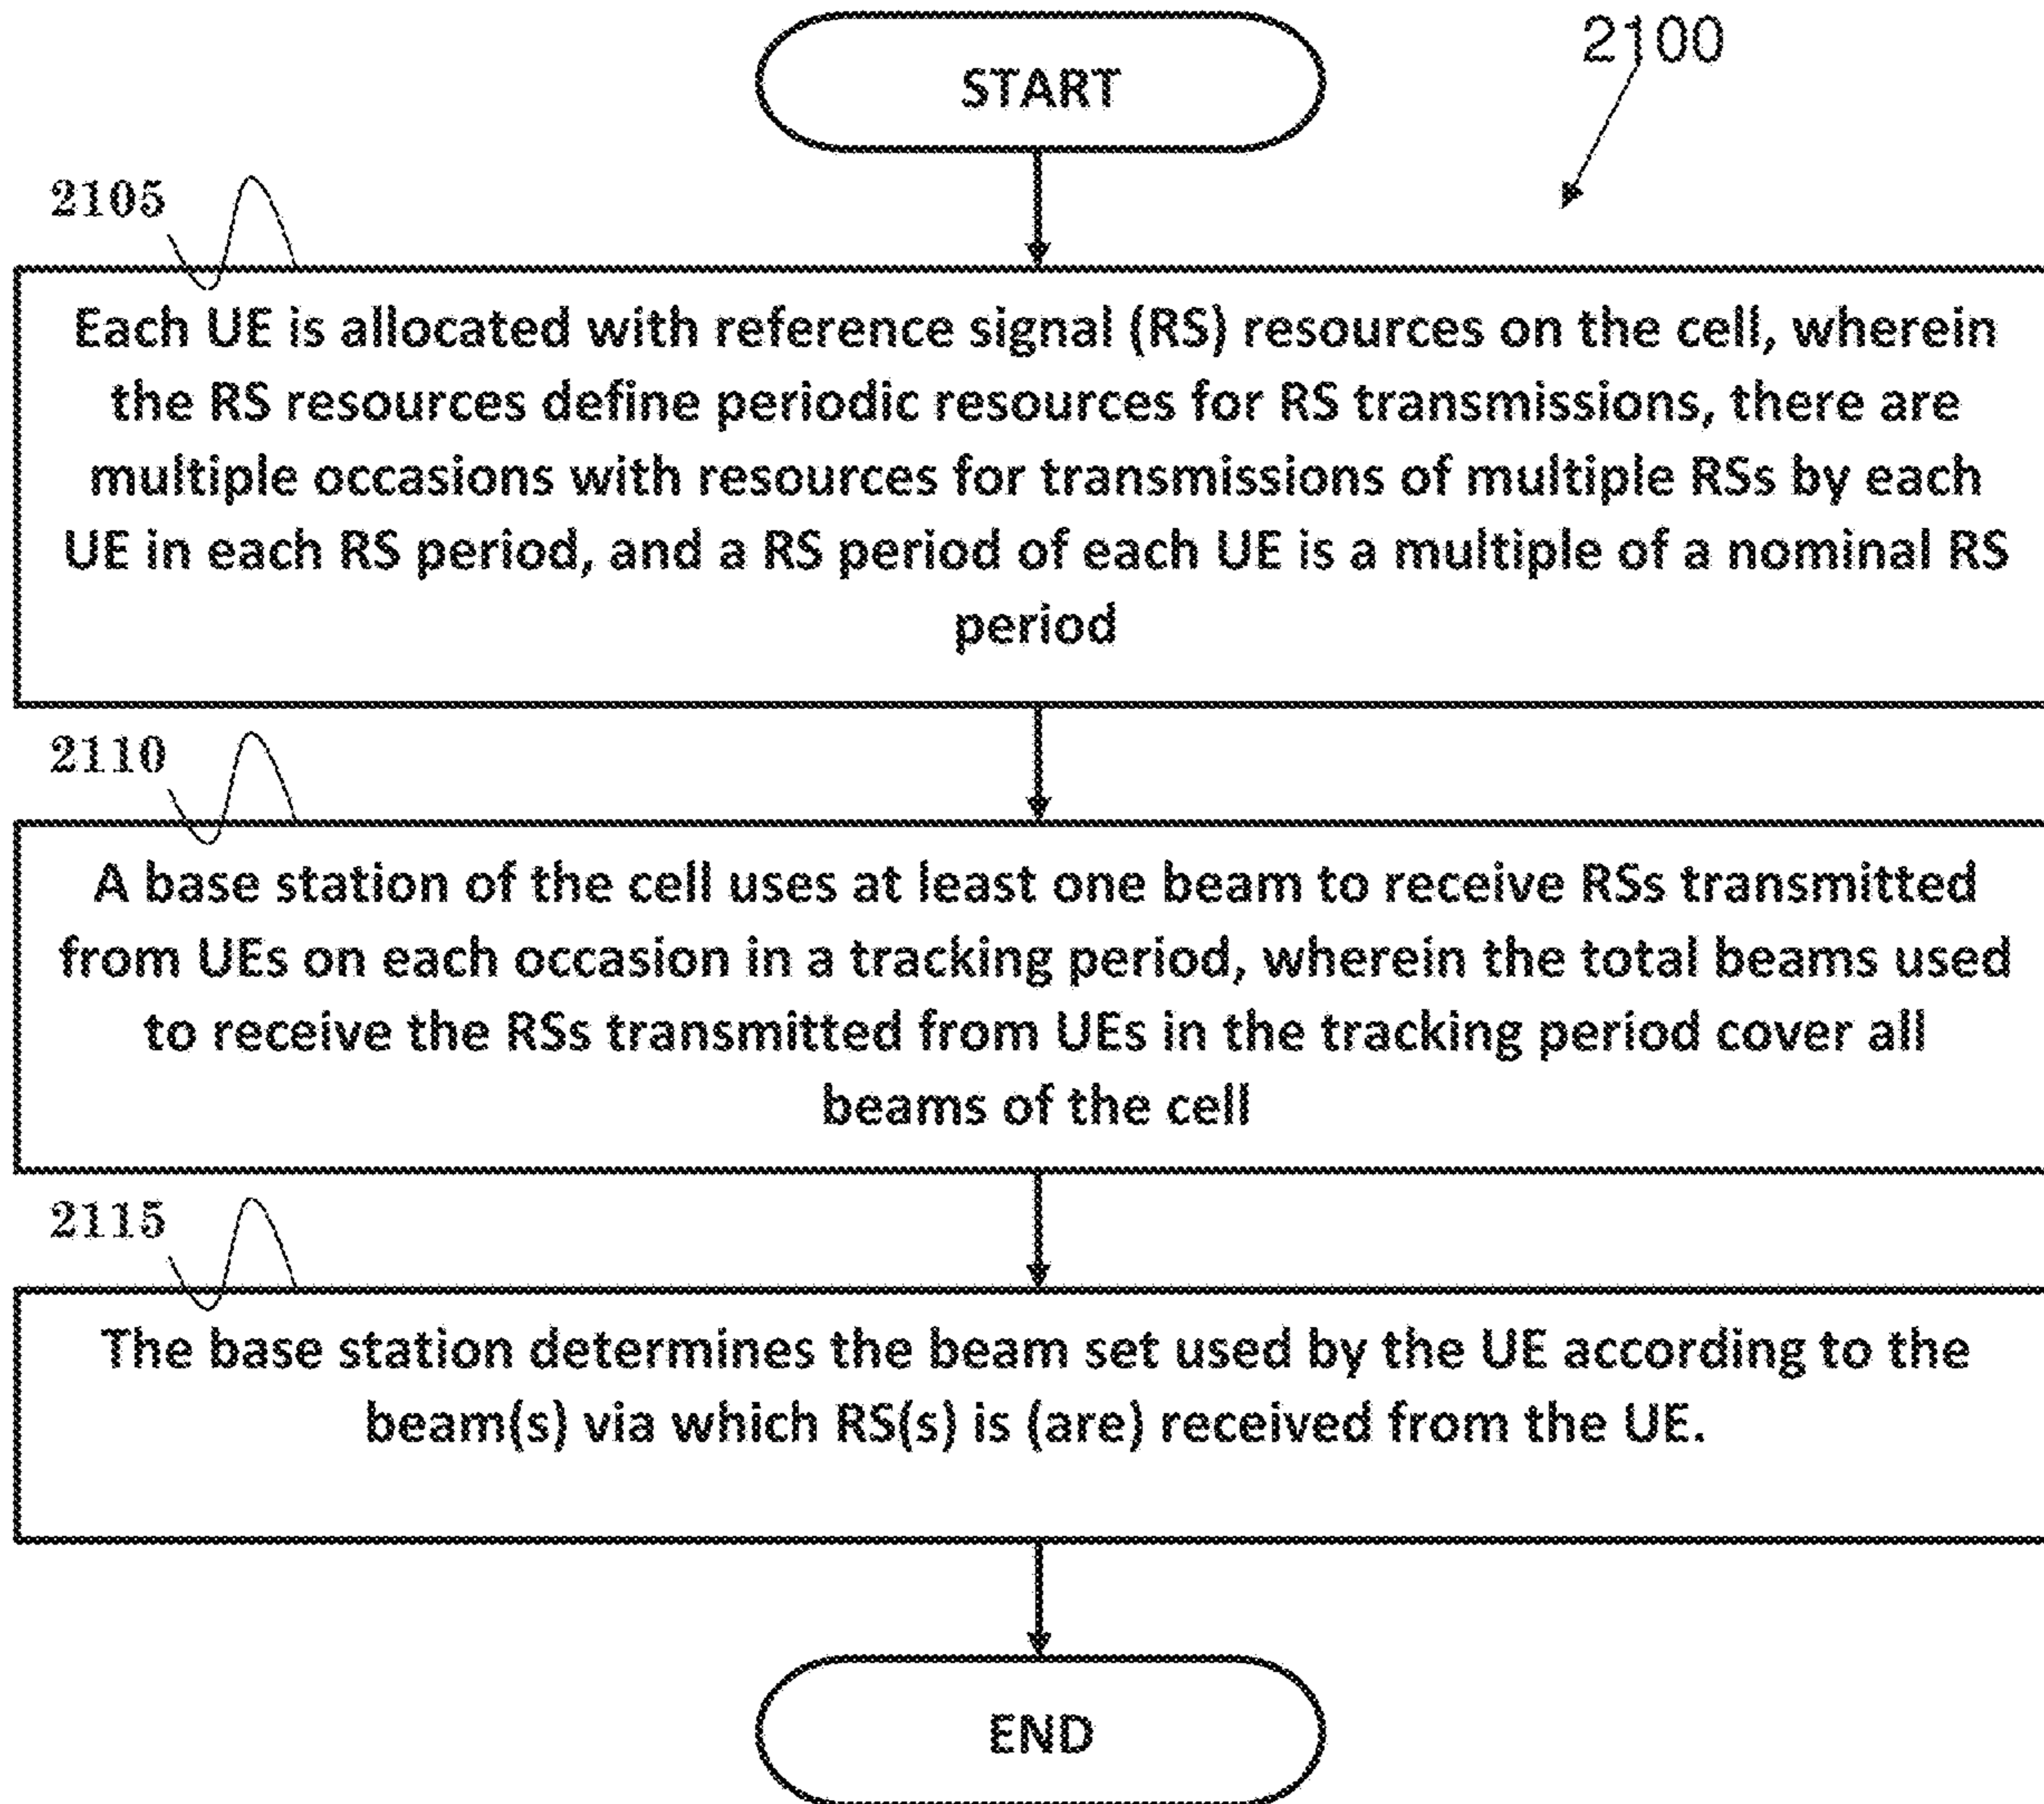 START
2100
2105
Each UE is allocated with reference signal (RS) resources on the cell, wherein
the RS resources define periodic resources for RS transmissions, there are
multiple occasions with resources for transmissions of multiple RSs by each
UE in each RS period, and a RS period of each UE is a multiple of a nominal RS
period
2110
A base station of the cell uses at least one beam to receive RSs transmitted
from UEs on each occasion in a tracking period, wherein the total beams used
to receive the RSs transmitted from UEs in the tracking period cover all
beams of the cell
2115
The base station determines the beam set used by the UE according to the
beam(s) via which RS(s) is (are) received from the UE.
END